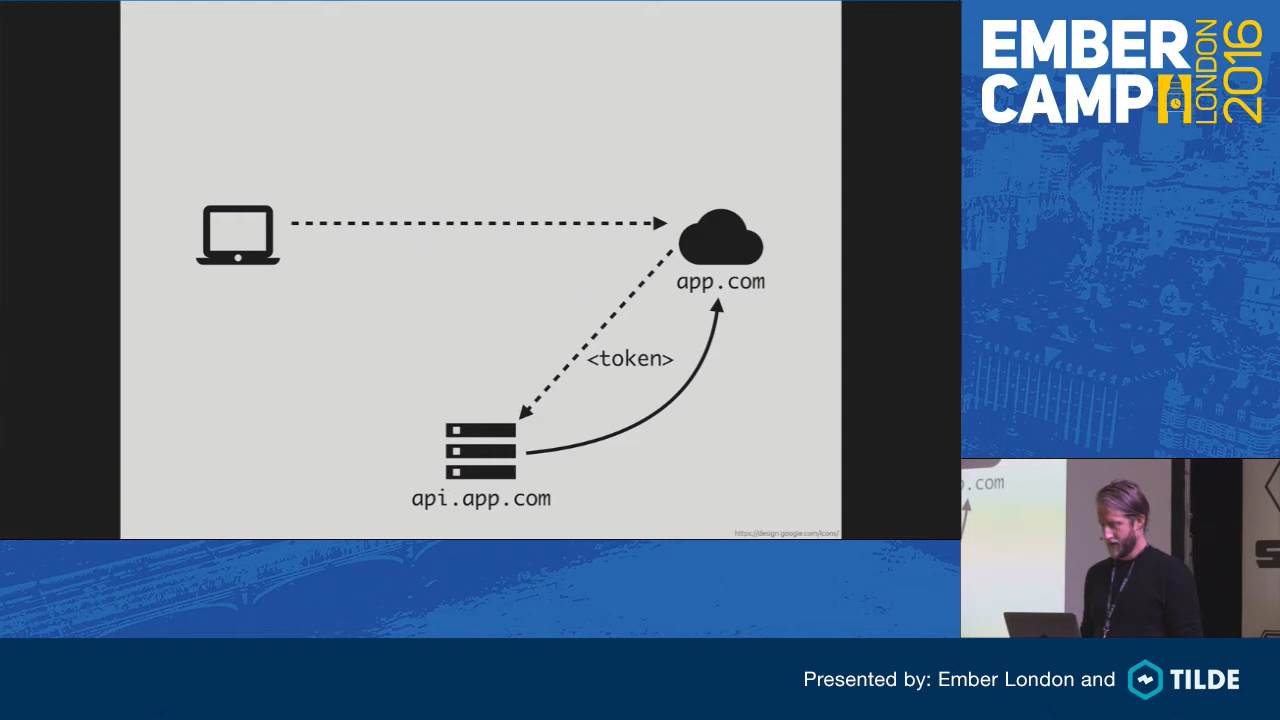 EMBER
CAMP
LONDON
2016
app.com
<token>
api.app.com
https://design.google.com/icons/
p.com
Presented by: Ember London and
TILDE